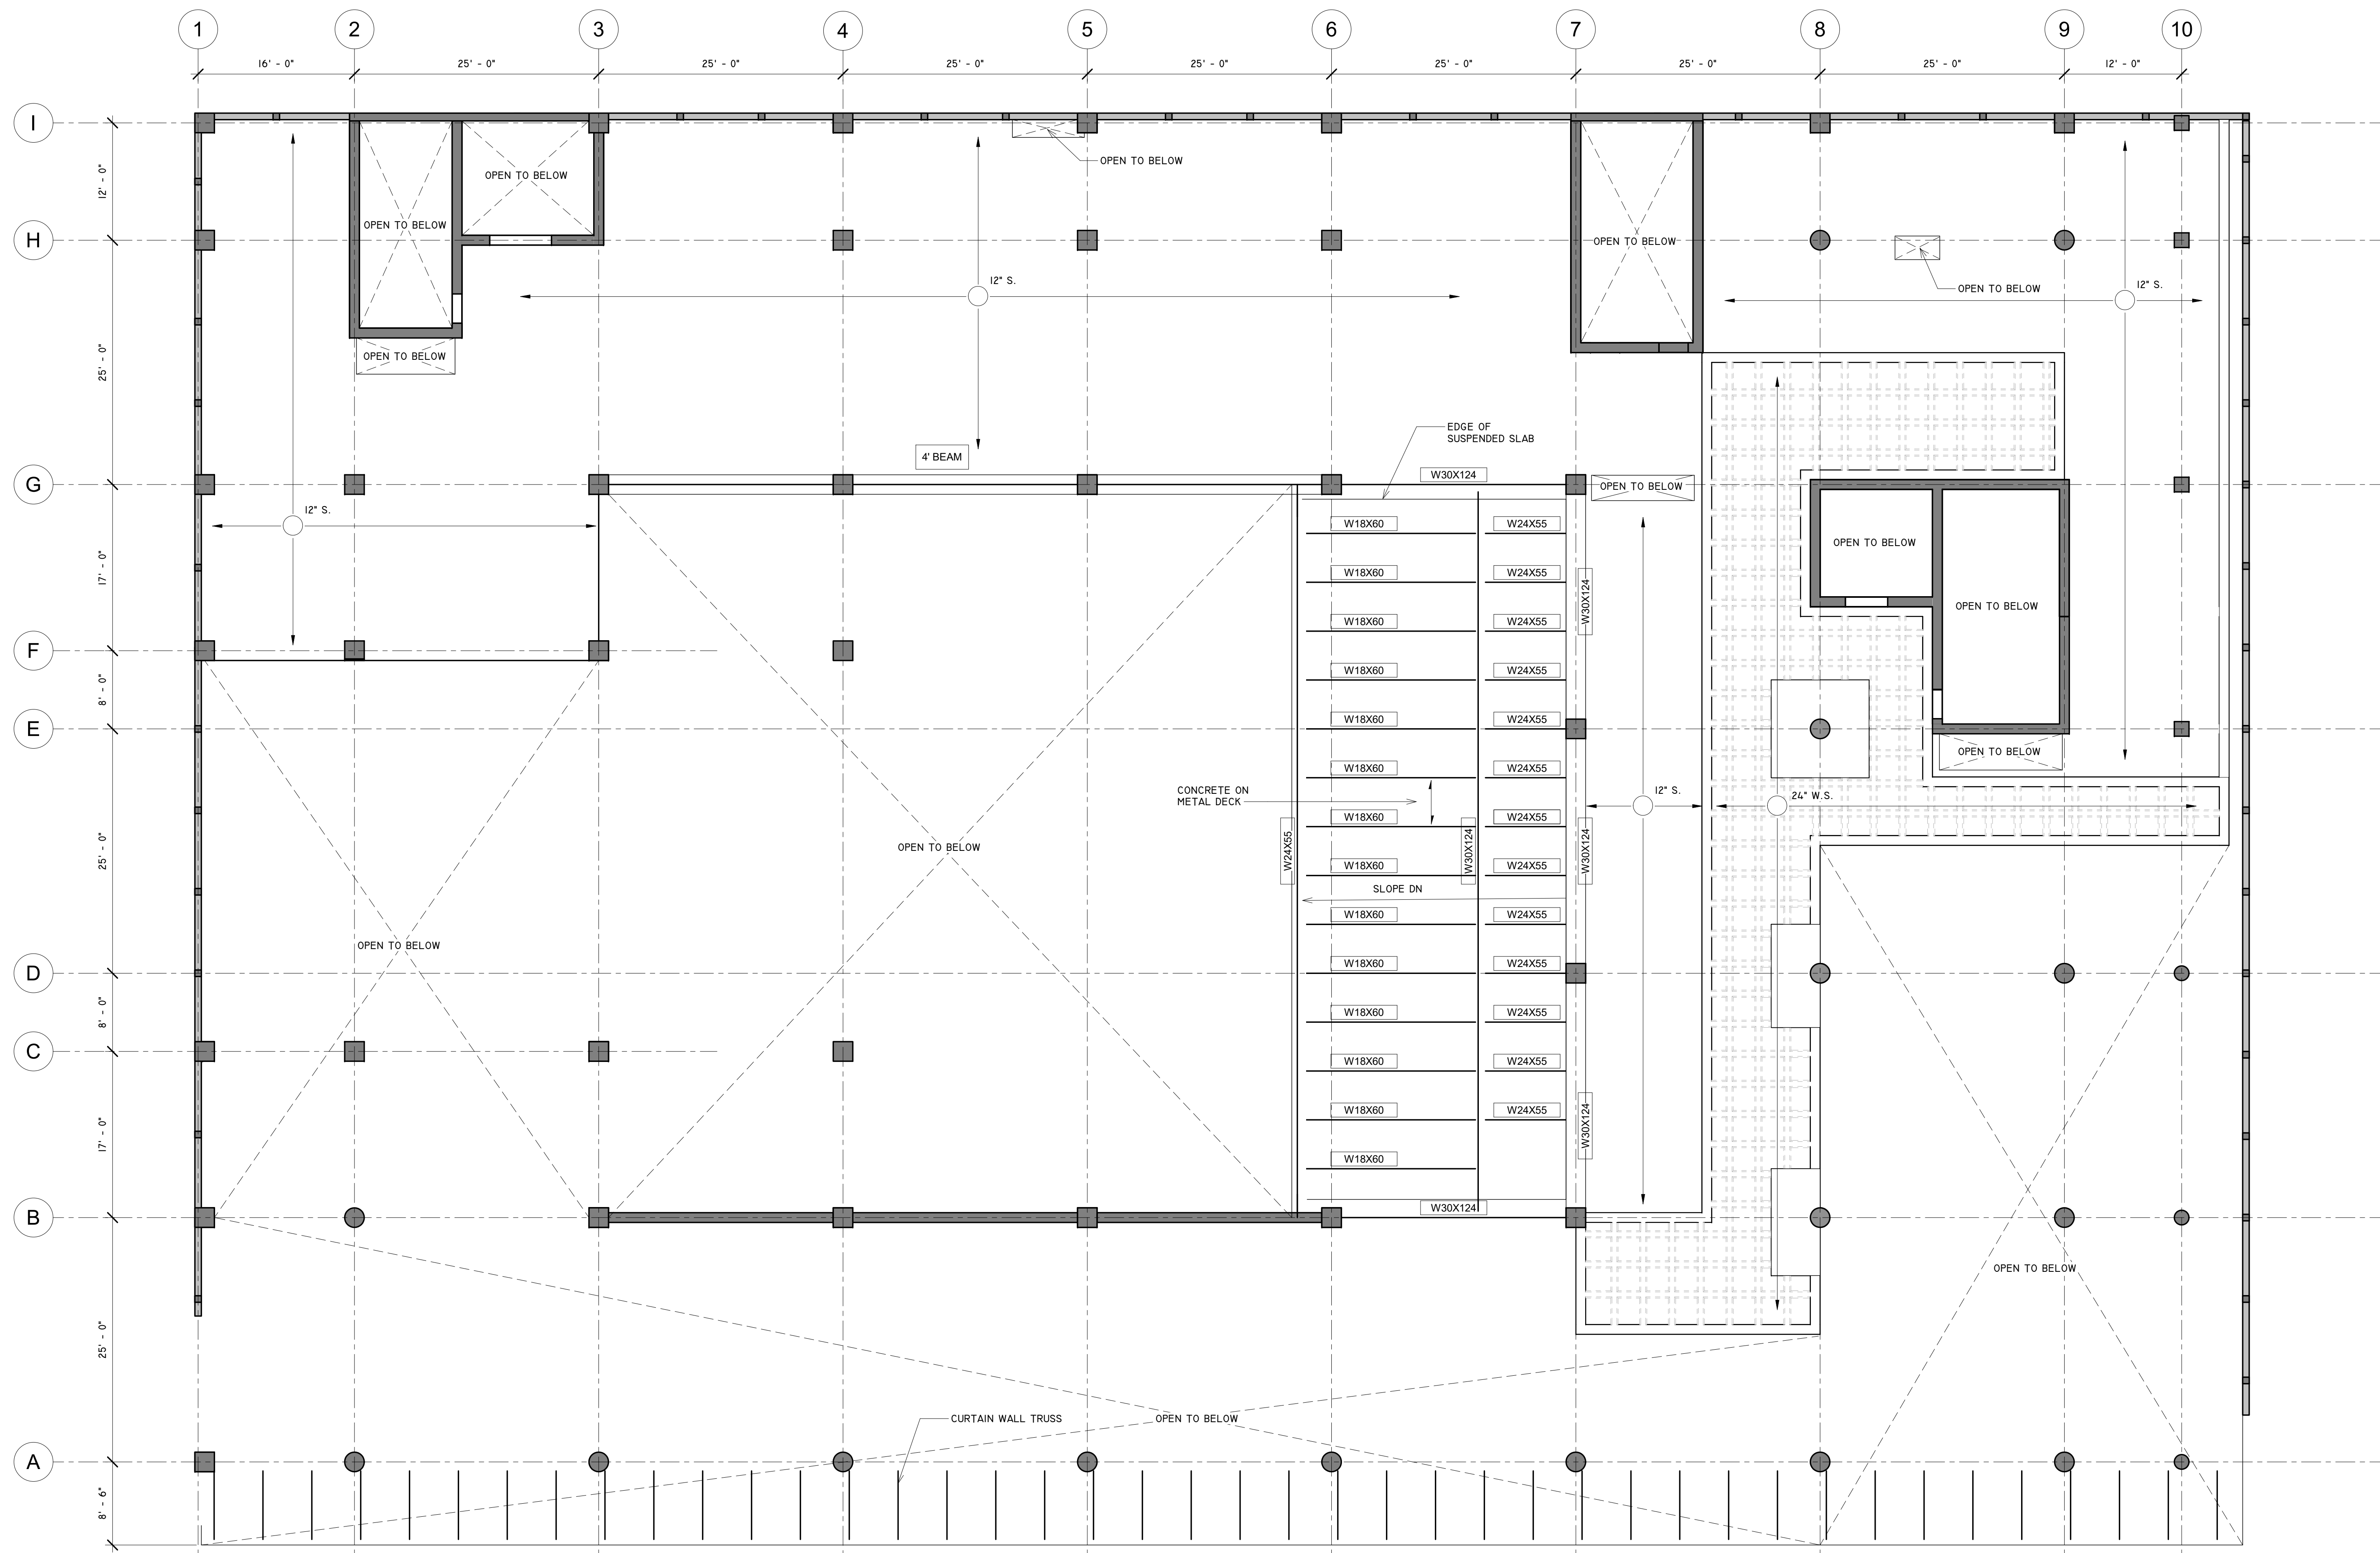 1 2 3 4 5 6 7 8 9 10
16' - 0" 25' - 0" 25' - 0" 25' - 0" 25' - 0" 25' - 0" 25' - 0" 25' - 0" 12' - 0"
I
12' - 0"
OPEN TO BELOW
OPEN TO BELOW
OPEN TO BELOW
OPEN TO BELOW
H
12" S.
12" S.
OPEN TO BELOW
25' - 0"
OPEN TO BELOW
EDGE OF
SUSPENDED SLAB
4' BEAM
W30X124
G
OPEN TO BELOW
12" S.
W18X60 W24X55
OPEN TO BELOW
17' - 0"
W18X60 W24X55
W30X124
OPEN TO BELOW
W18X60 W24X55
F
W18X60 W24X55
8' - 0"
W18X60 W24X55
E
OPEN TO BELOW
W18X60 W24X55
CONCRETE ON
METAL DECK
12" S.
24" W.S.
W18X60 W24X55
25' - 0"
OPEN TO BELOW
W24X55
W30X124
W30X124
W18X60 W24X55
SLOPE DN
W18X60 W24X55
OPEN TO BELOW
W18X60 W24X55
D
8' - 0"
W18X60 W24X55
C
W18X60 W24X55
W18X60 W24X55
W30X124
17' - 0"
W18X60
W30X124
B
OPEN TO BELOW
25' - 0"
CURTAIN WALL TRUSS
OPEN TO BELOW
A
8' - 6"